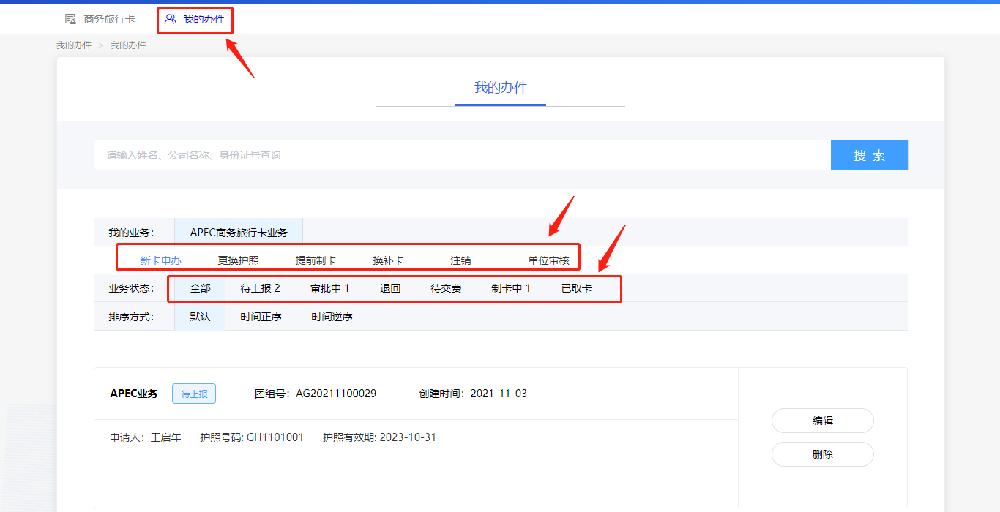 商务旅行卡 我的办件
我的办件 > 我的办件
我的办件
请输入姓名、公司名称、身份证号查询 搜 索
我的业务： APEC商务旅行卡业务
新卡申办 更换护照 提前制卡 换补卡 注销 单位审核
业务状态： 全部 待上报 2 审批中 1 退回 待交费 制卡中 1 已取卡
排序方式： 默认 时间正序 时间逆序
APEC业务 待上报 团组号：AG20211100029 创建时间：2021-11-03
编辑
申请人：王启年 护照号码: GH1101001 护照有效期: 2023-10-31
删除